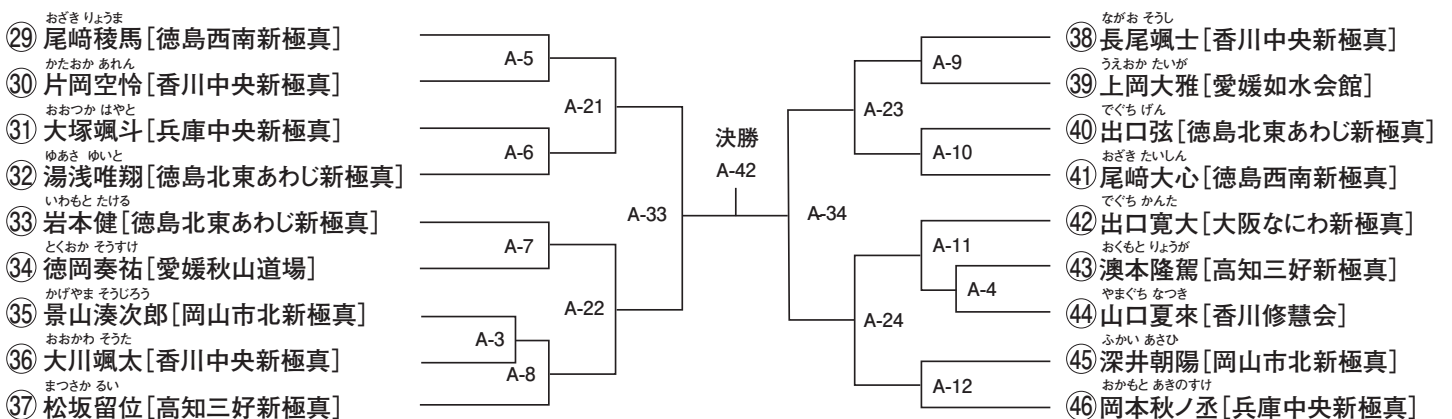 おざき りょうま
㉙ 尾﨑稜馬［徳島西南新極真］
かたおか あれん
㉚ 片岡空怜［香川中央新極真］
おおつか はやと
㉛ 大塚颯斗［兵庫中央新極真］
ゆあさ ゆいと
㉜ 湯浅唯翔［徳島北東あわじ新極真］
いわもと たける
㉝ 岩本健［徳島北東あわじ新極真］
とくおか そうすけ
㉞ 徳岡奏祐［愛媛秋山道場］
かげやま そうじろう
㉟ 景山湊次郎［岡山市北新極真］
おおかわ そうた
㊱ 大川颯太［香川中央新極真］
まつさか るい
㊲ 松坂留位［高知三好新極真］
A-5
A-21
A-6
A-33
A-7
A-22
A-3
A-8
決勝
A-42
A-9
A-23
A-10
A-34
A-11
A-4
A-24
A-12
ながお そうし
㊳ 長尾颯士［香川中央新極真］
うえおか たいが
㊴ 上岡大雅［愛媛如水会館］
でぐち げん
㊵ 出口弦［徳島北東あわじ新極真］
おざき たいしん
㊶ 尾﨑大心［徳島西南新極真］
でぐち かんた
㊷ 出口寛大［大阪なにわ新極真］
おくもと りょうが
㊸ 澳本隆駕［高知三好新極真］
やまぐち なつき
㊹ 山口夏來［香川修慧会］
ふかい あさひ
㊺ 深井朝陽［岡山市北新極真］
おかもと あきのすけ
㊻ 岡本秋ノ丞［兵庫中央新極真］